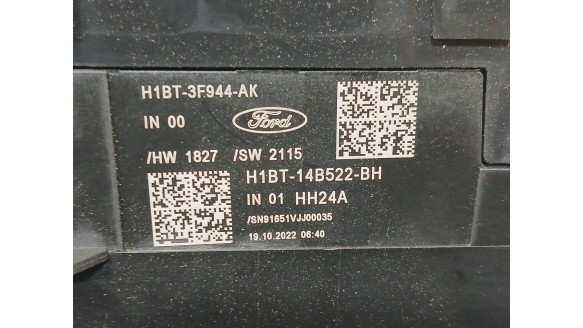 H1BT-3F944-AK
IN 00 Ford
/HW 1827 /SW 2115
H1BT-14B522-BH
IN 01 HH24A
/SN91651VJJ00035
19.10.2022 06:40